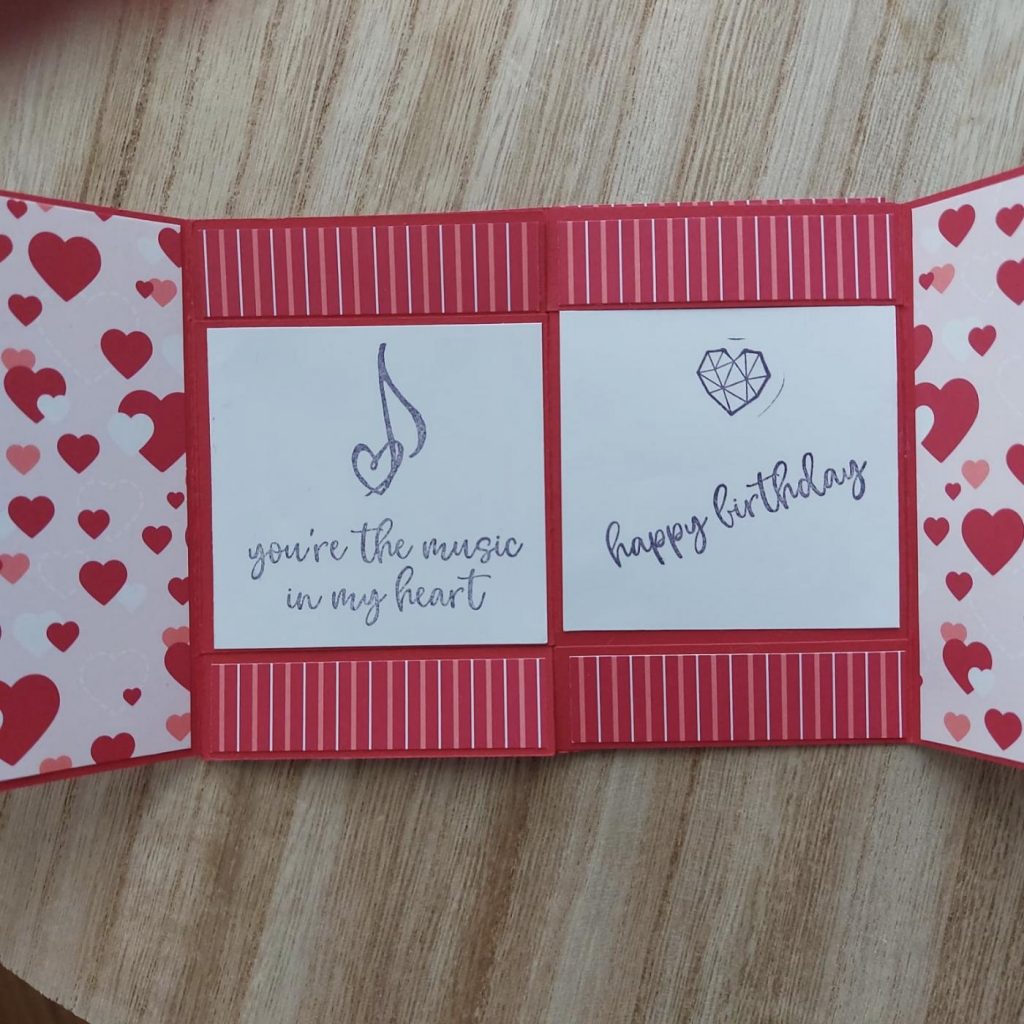 you're the music
in my heart
happy birthday